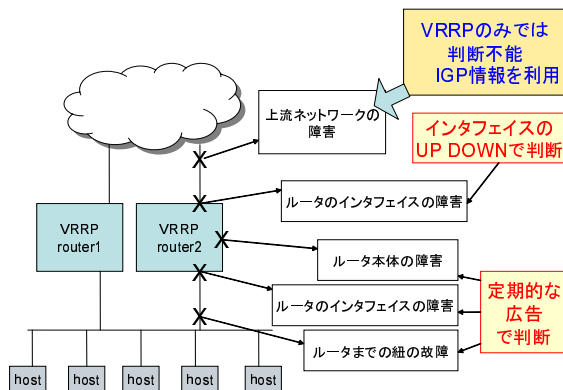 VRRPのみでは
判断不能
IGP情報を利用
上流ネットワークの
障害
インタフェイスの
UP DOWNで判断
ルータのインタフェイスの障害
VRRP
router1
VRRP
router2
ルータ本体の障害
ルータのインタフェイスの障害
定期的な
広告
で判断
ルータまでの紐の故障
host
host
host
host
host